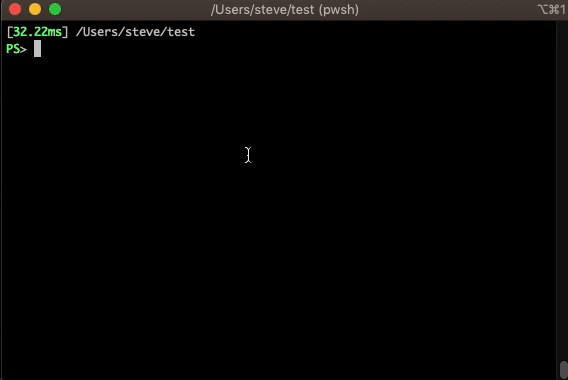 /Users/steve/test (pwsh)
⌥⌘1
[32.22ms] /Users/steve/test
PS>